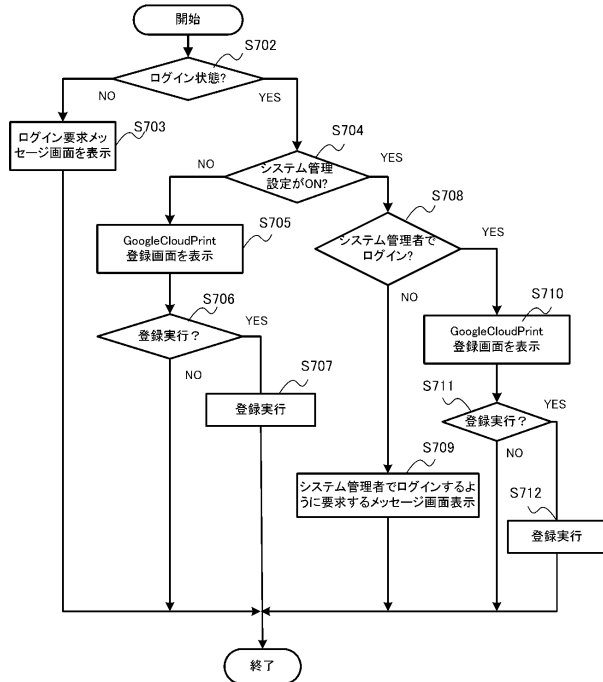 開始
S702
ログイン状態?
NO
YES
S703
ログイン要求メッ
セージ画面を表示
S704
システム管理
設定がON?
NO
YES
S705
GoogleCloudPrint
登録画面を表示
S708
システム管理者で
ログイン?
YES
NO
S706
登録実行?
YES
NO
S707
登録実行
S710
GoogleCloudPrint
登録画面を表示
S711
登録実行?
YES
NO
S709
システム管理者でログインするよ
うに要求するメッセージ画面表示
S712
登録実行
終了